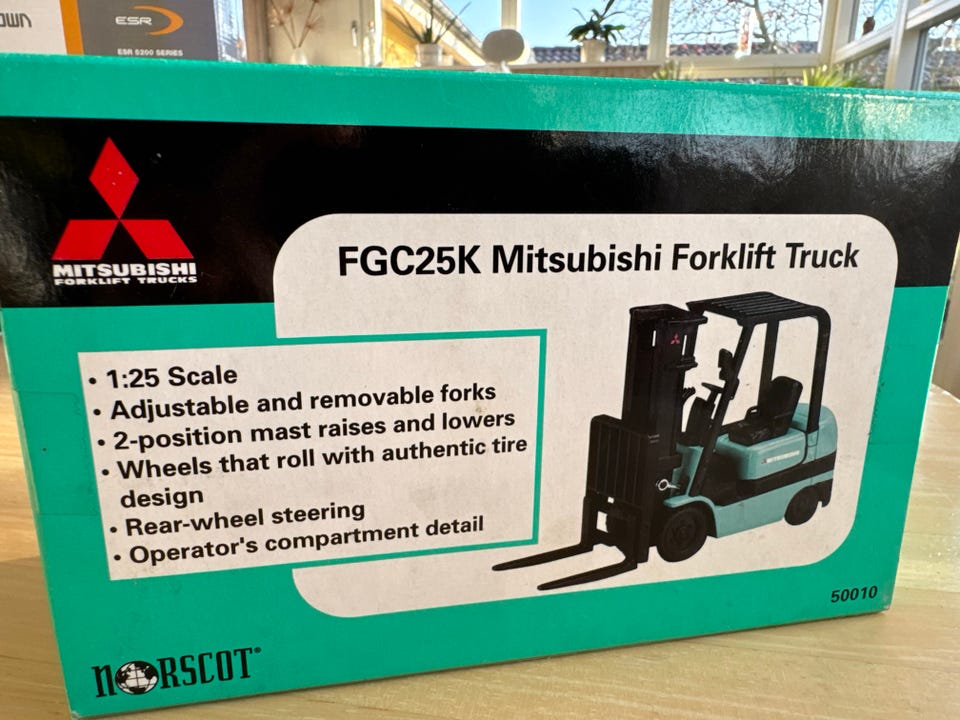 OWN
ESR
ESR 5200 SERIES
MITSUBISHI
FORKLIFT TRUCKS
FGC25K Mitsubishi Forklift Truck
• 1:25 Scale
• Adjustable and removable forks
• 2-position mast raises and lowers
• Wheels that roll with authentic tire
design
• Rear-wheel steering
• Operator's compartment detail
MITSUBISHI
50010
NORSCOT®